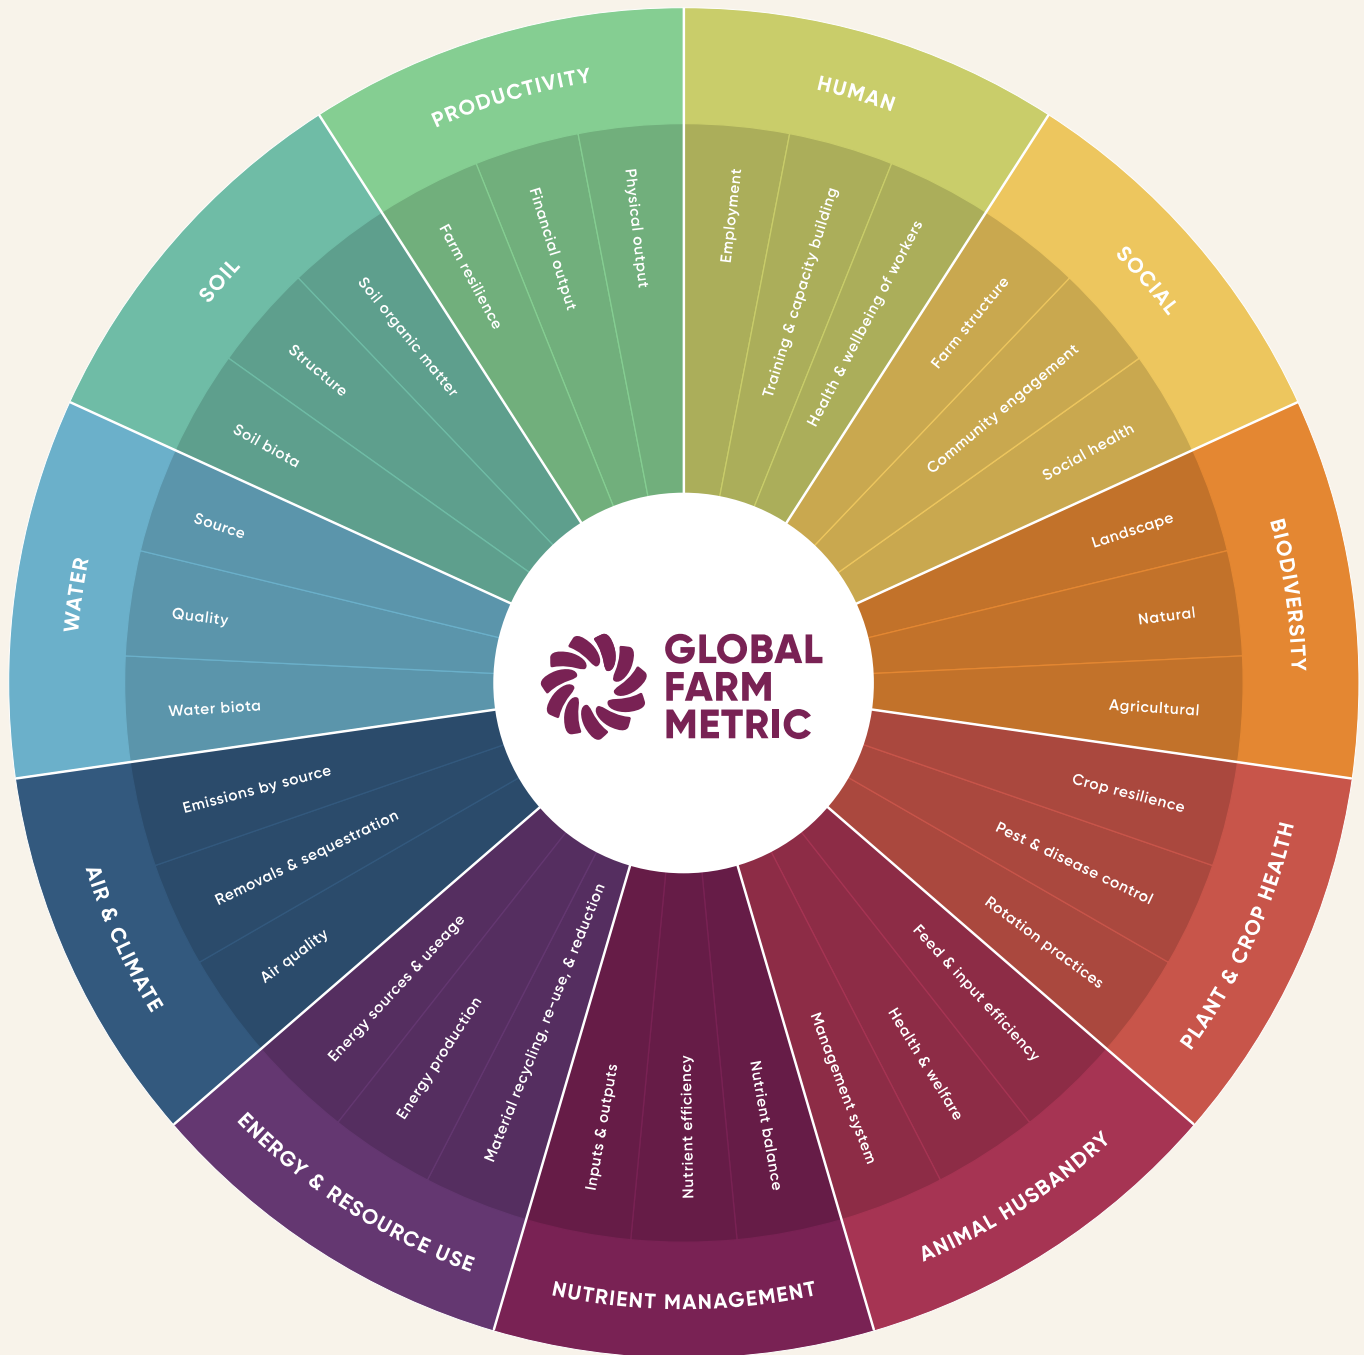 PRODUCTIVITY
Farm resilience
Financial output
Physical output
HUMAN
Employment
Training & capacity building
Health & wellbeing of workers
SOCIAL
Farm structure
Community engagement
Social health
BIODIVERSITY
Landscape
Natural
Agricultural
PLANT & CROP HEALTH
Crop resilience
Pest & disease control
Rotation practices
ANIMAL HUSBANDRY
Feed & input efficiency
Health & welfare
Management system
NUTRIENT MANAGEMENT
Nutrient balance
Nutrient efficiency
Inputs & outputs
ENERGY & RESOURCE USE
Material recycling, re-use, & reduction
Energy production
Energy sources & useage
AIR & CLIMATE
Air quality
Removals & sequestration
Emissions by source
WATER
Water biota
Quality
Source
SOIL
Soil biota
Structure
Soil organic matter
GLOBAL
FARM
METRIC